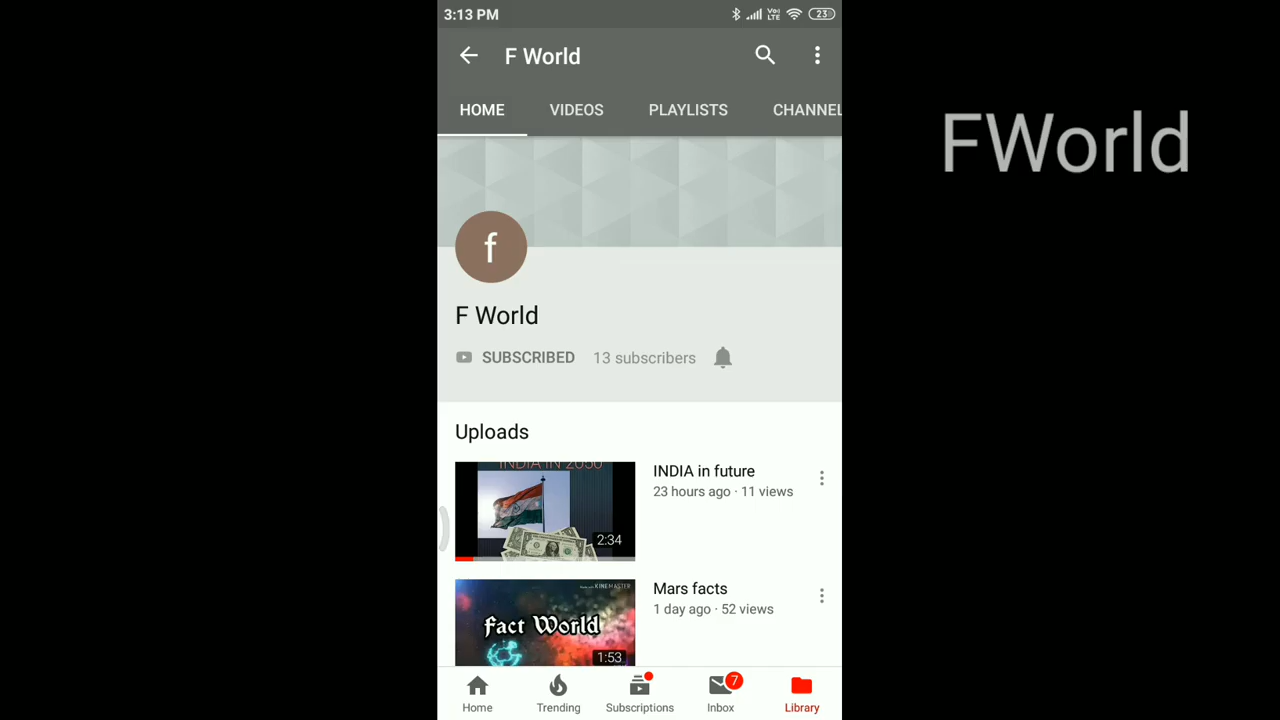 3:13 PM
Vo) LTE
23
F World
HOME VIDEOS PLAYLISTS CHANNEL
FWorld
f
F World
SUBSCRIBED 13 subscribers
Uploads
INDIA IN 2050
2:34
INDIA in future
23 hours ago · 11 views
KINEMASTER
Fact World
1:53
Mars facts
1 day ago · 52 views
7
Home Trending Subscriptions Inbox Library